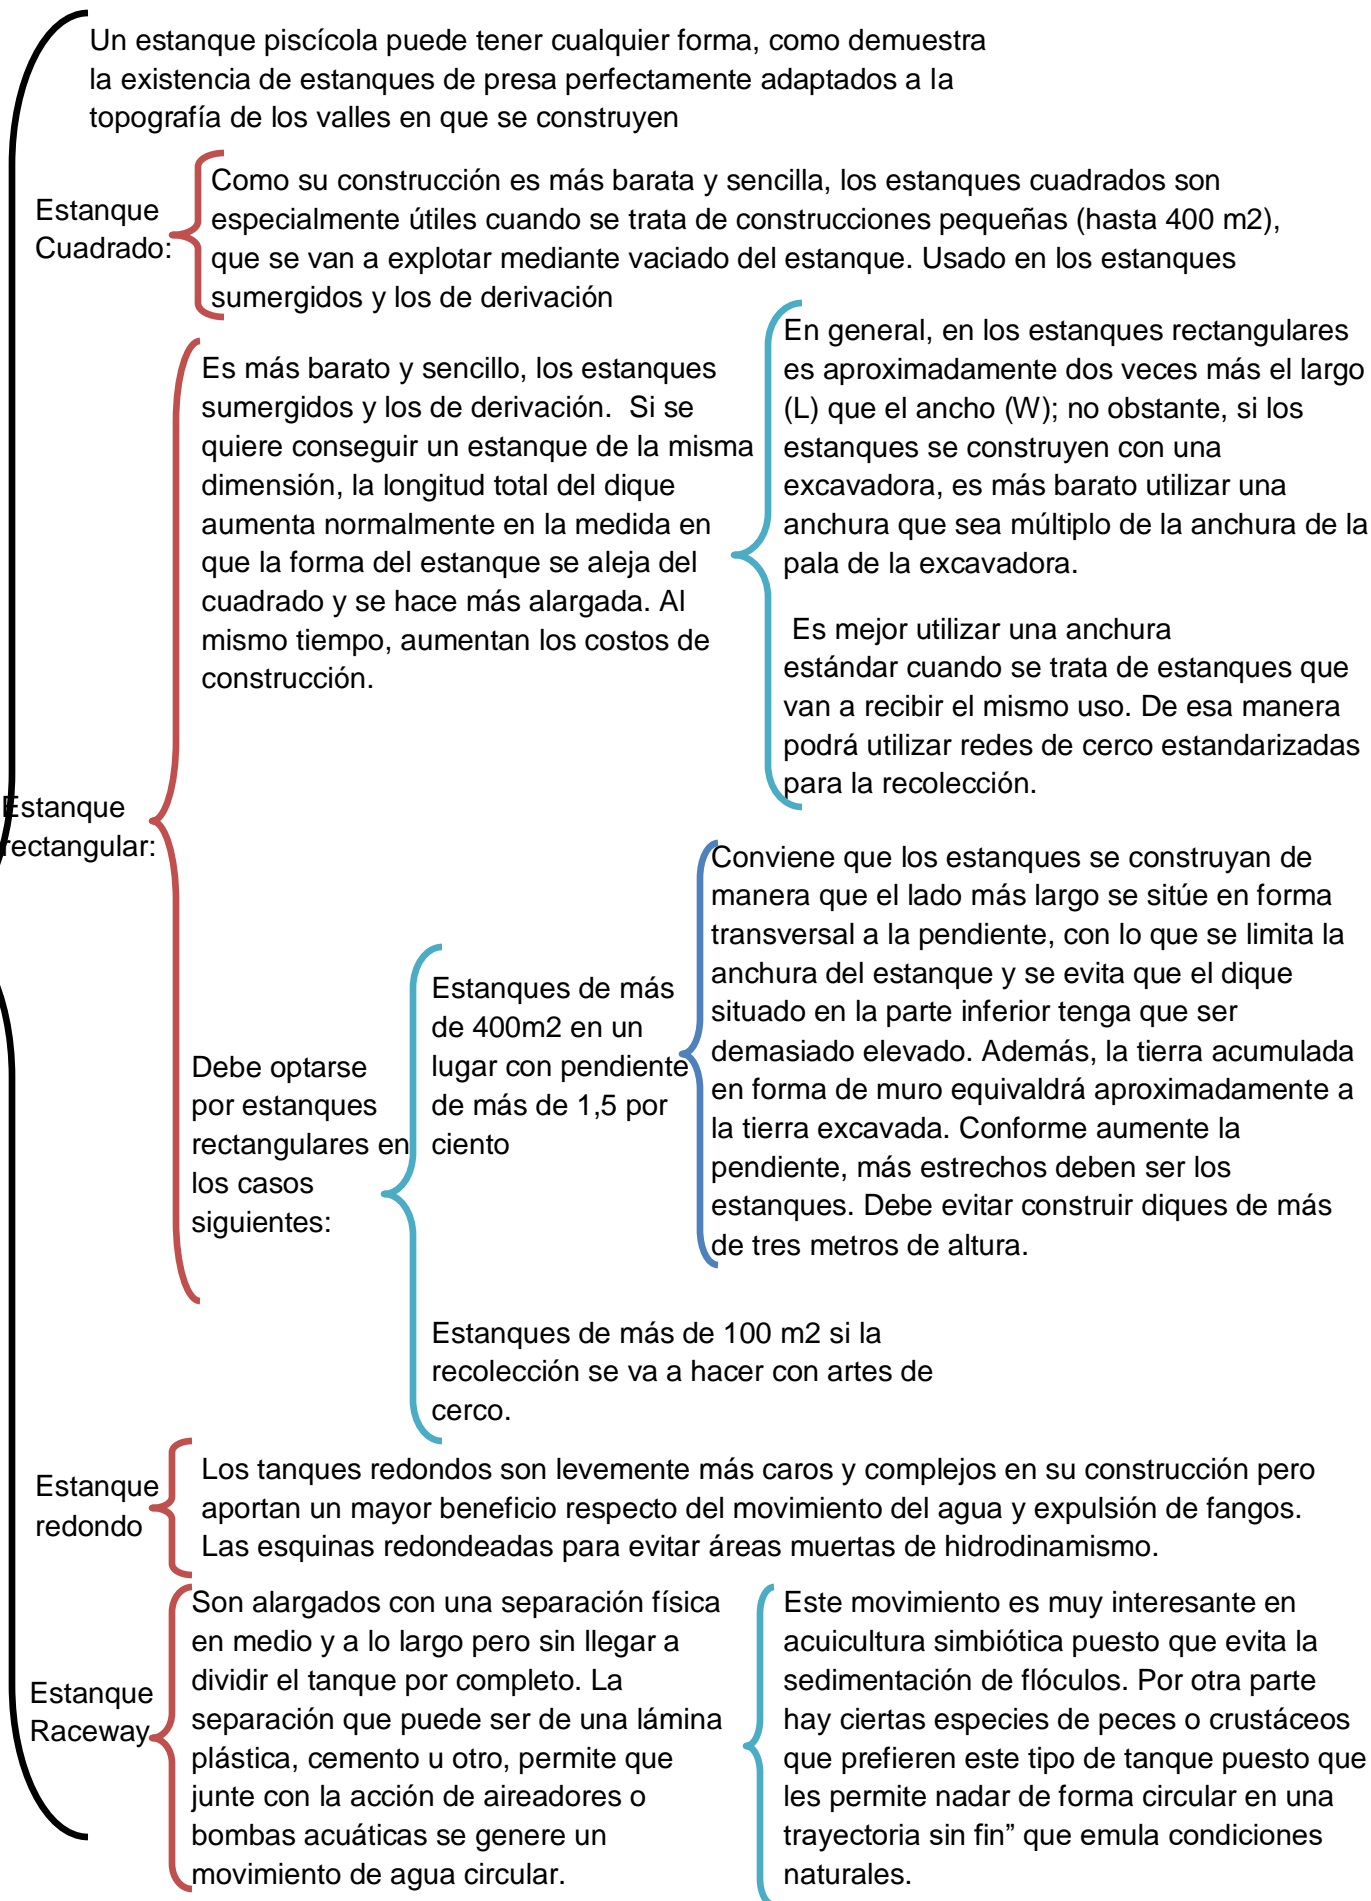 Un estanque piscícola puede tener cualquier forma, como demuestra
la existencia de estanques de presa perfectamente adaptados a la
topografía de los valles en que se construyen
Estanque
Cuadrado:
Como su construcción es más barata y sencilla, los estanques cuadrados son
especialmente útiles cuando se trata de construcciones pequeñas (hasta 400 m2),
que se van a explotar mediante vaciado del estanque. Usado en los estanques
sumergidos y los de derivación
Estanque
rectangular:
Es más barato y sencillo, los estanques
sumergidos y los de derivación.  Si se
quiere conseguir un estanque de la misma
dimensión, la longitud total del dique
aumenta normalmente en la medida en
que la forma del estanque se aleja del
cuadrado y se hace más alargada. Al
mismo tiempo, aumentan los costos de
construcción.
En general, en los estanques rectangulares
es aproximadamente dos veces más el largo
(L) que el ancho (W); no obstante, si los
estanques se construyen con una
excavadora, es más barato utilizar una
anchura que sea múltiplo de la anchura de la
pala de la excavadora.
Es mejor utilizar una anchura
estándar cuando se trata de estanques que
van a recibir el mismo uso. De esa manera
podrá utilizar redes de cerco estandarizadas
para la recolección.
Debe optarse
por estanques
rectangulares en
los casos
siguientes:
Estanques de más
de 400m2 en un
lugar con pendiente
de más de 1,5 por
ciento
Conviene que los estanques se construyan de
manera que el lado más largo se sitúe en forma
transversal a la pendiente, con lo que se limita la
anchura del estanque y se evita que el dique
situado en la parte inferior tenga que ser
demasiado elevado. Además, la tierra acumulada
en forma de muro equivaldrá aproximadamente a
la tierra excavada. Conforme aumente la
pendiente, más estrechos deben ser los
estanques. Debe evitar construir diques de más
de tres metros de altura.
Estanques de más de 100 m2 si la
recolección se va a hacer con artes de
cerco.
Estanque
redondo
Los tanques redondos son levemente más caros y complejos en su construcción pero
aportan un mayor beneficio respecto del movimiento del agua y expulsión de fangos.
Las esquinas redondeadas para evitar áreas muertas de hidrodinamismo.
Estanque
Raceway
Son alargados con una separación física
en medio y a lo largo pero sin llegar a
dividir el tanque por completo. La
separación que puede ser de una lámina
plástica, cemento u otro, permite que
junte con la acción de aireadores o
bombas acuáticas se genere un
movimiento de agua circular.
Este movimiento es muy interesante en
acuicultura simbiótica puesto que evita la
sedimentación de flóculos. Por otra parte
hay ciertas especies de peces o crustáceos
que prefieren este tipo de tanque puesto que
les permite nadar de forma circular en una
trayectoria sin fin” que emula condiciones
naturales.